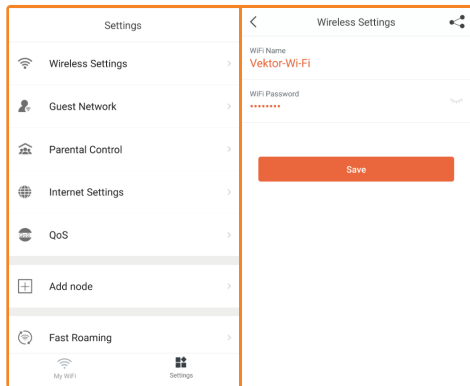 Settings
Wireless Settings
Guest Network
Parental Control
Internet Settings
QoS
Add node
Fast Roaming
My WiFi
Settings
Wireless Settings
WiFi Name
Vektor-Wi-Fi
WiFi Password
••••••••
Save